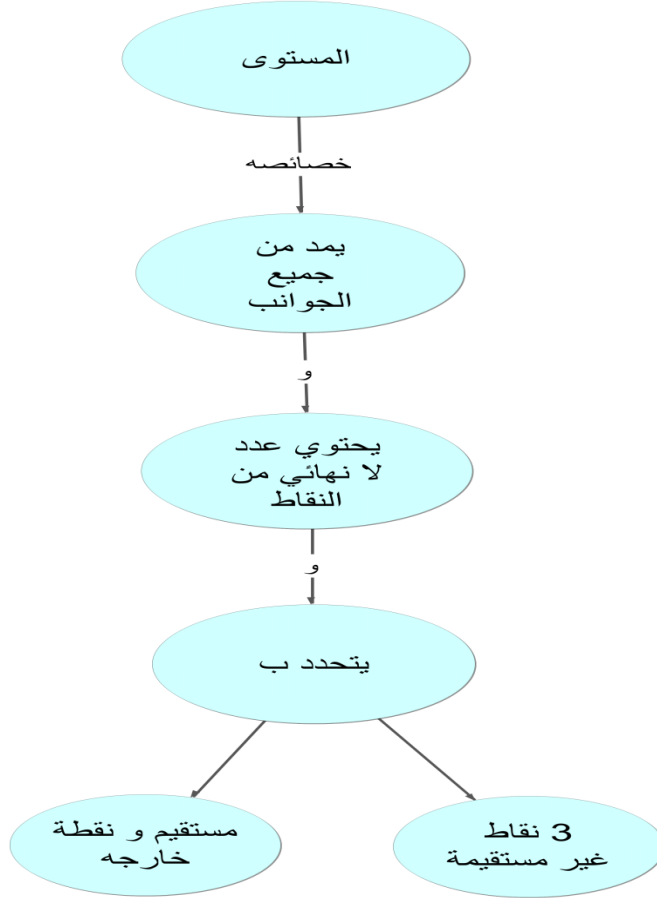 المستوى
خصائصه
يمد من
جميع
الجوانب
و
يحتوي عدد
لا نهائي من
النقاط
و
يتحدد ب
3 نقاط
غير مستقيمة
مستقيم و نقطة
خارجه